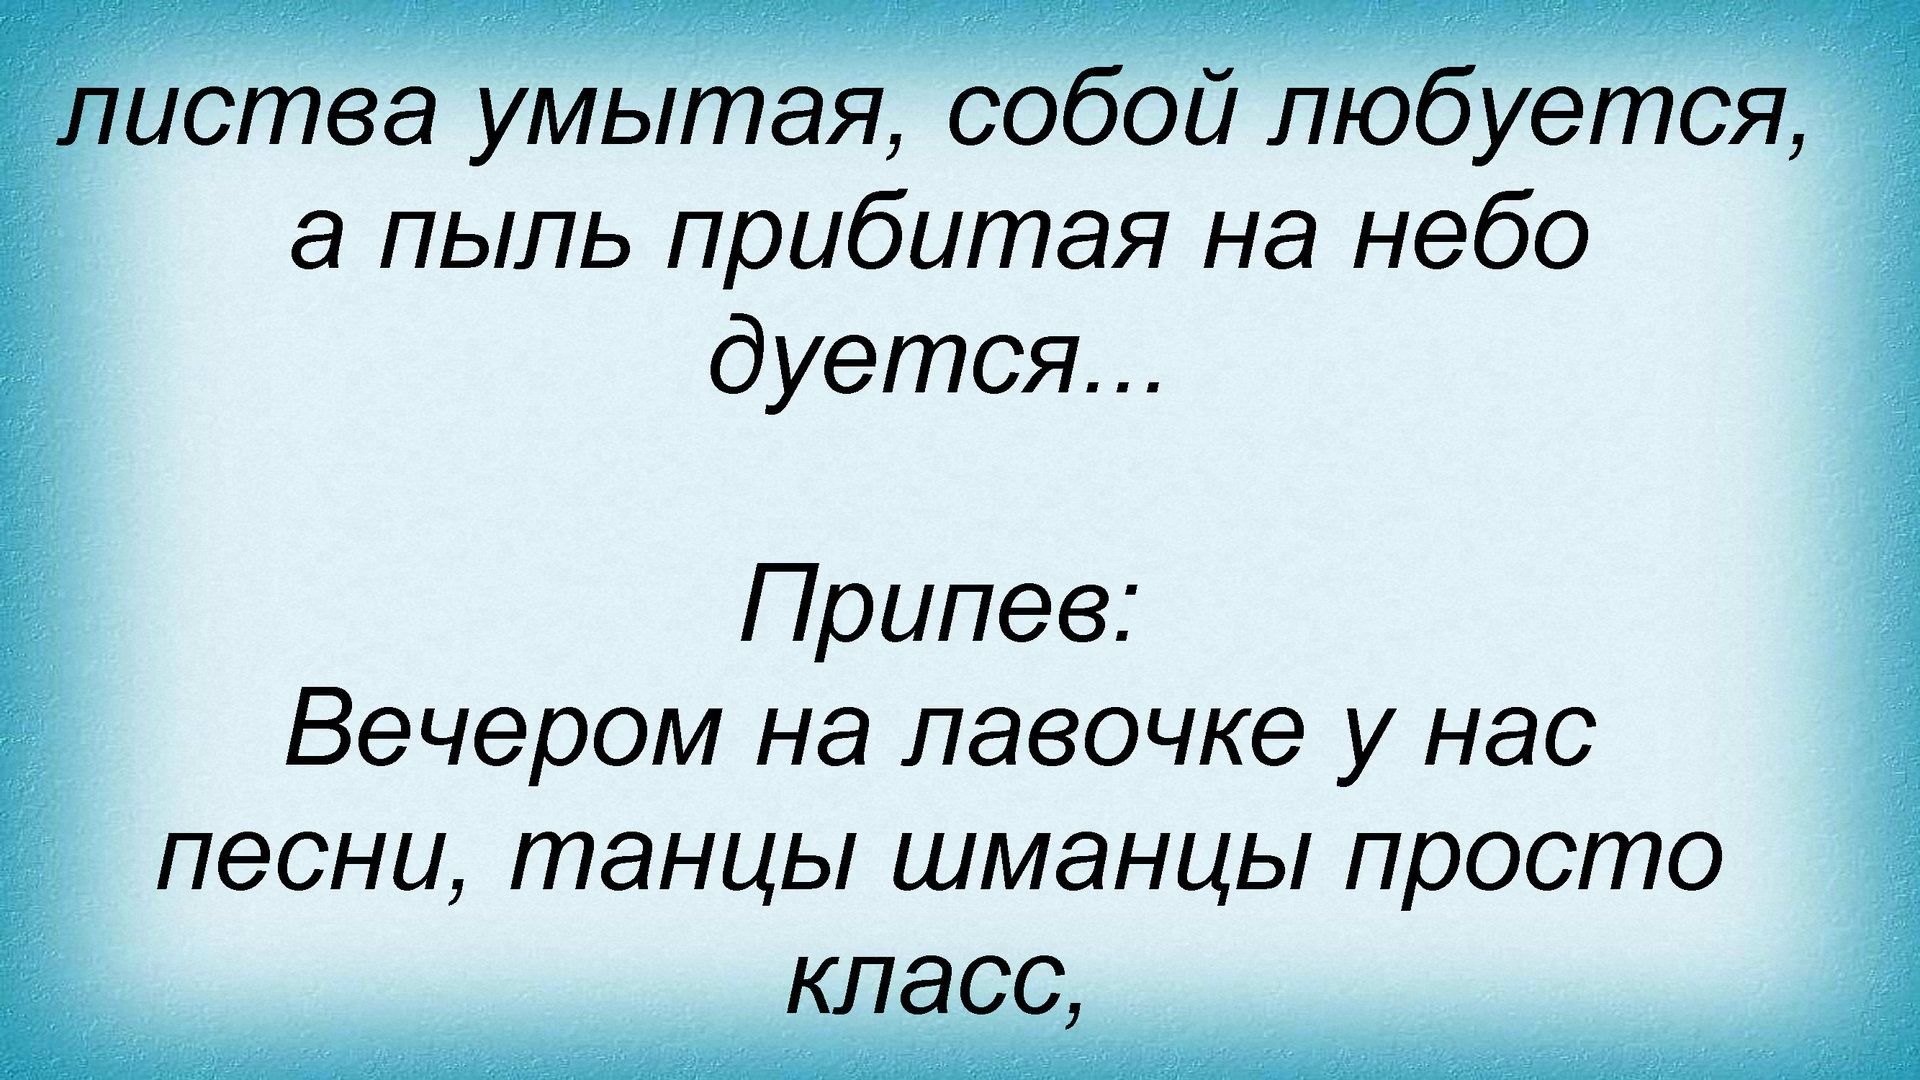 листва умытая, собой любуется,
а пыль прибитая на небо
дуется...
Припев:
Вечером на лавочке у нас
песни, танцы шманцы просто
класс,